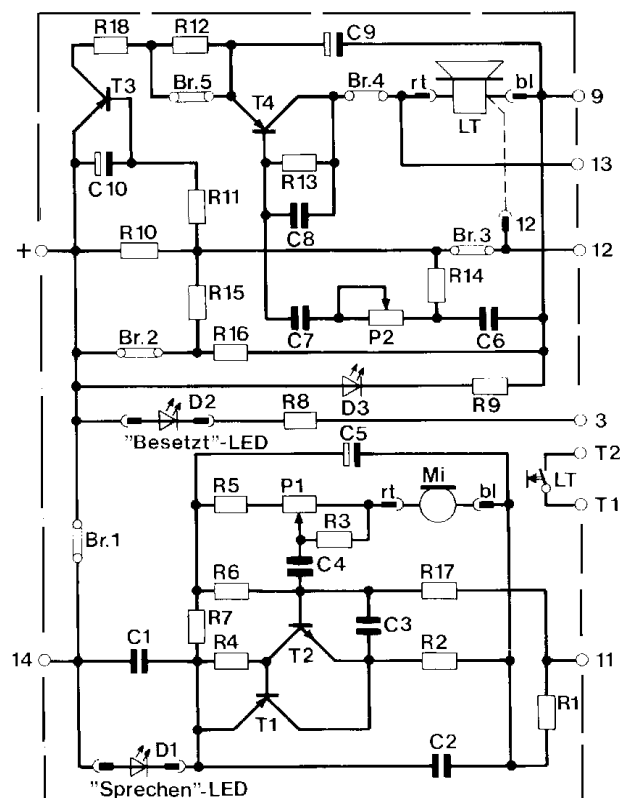 R18 R12 C9
T3 Br.5 T4 Br.4 rt bl 9
LT
C10 R13 13
R11 C8 12
+ R10 Br.3 12
R15 R14
Br.2 R16 C7 P2 C6
D2 R8 D3 R9 3
"Besetzt"-LED C5 T2
R5 P1 Mi LT
rt bl
Br.1 R3 T1
C4
R6 R17
R7 C3
C1 R4 T2 R2
14 11
T1 R1
D1 C2
"Sprechen"-LED